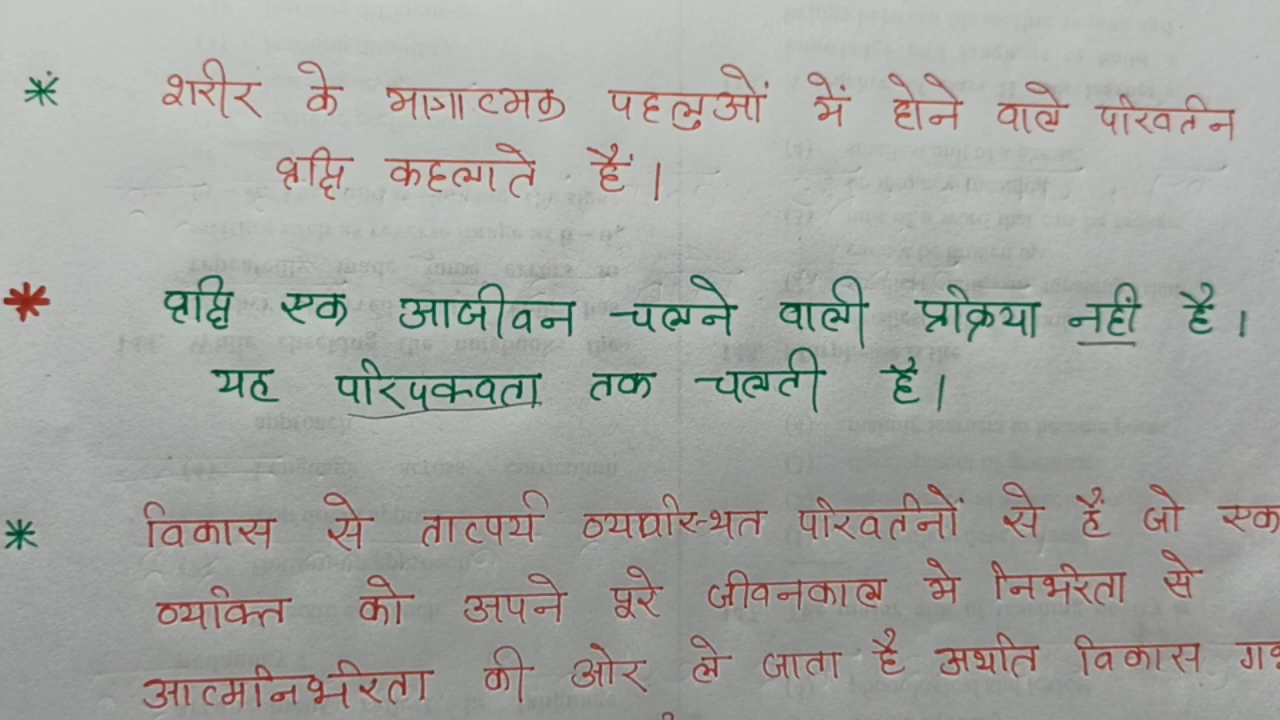 * शरीर के मागात्मक पहलुओं में होने वाले परिवर्तन
वृद्धि कहलाते हैं ।
* वृद्धि एक आजीवन चलने वाली प्रक्रिया नहीं है ।
यह परिपक्वता तक चलती है ।
* विकास से तात्पर्य व्यवस्थित परिवर्तनों से हैं जो एक
व्यक्ति को अपने पूरे जीवनकाल मे निर्भरता से
आत्मनिर्भरता की ओर ले जाता है अर्थात विकास